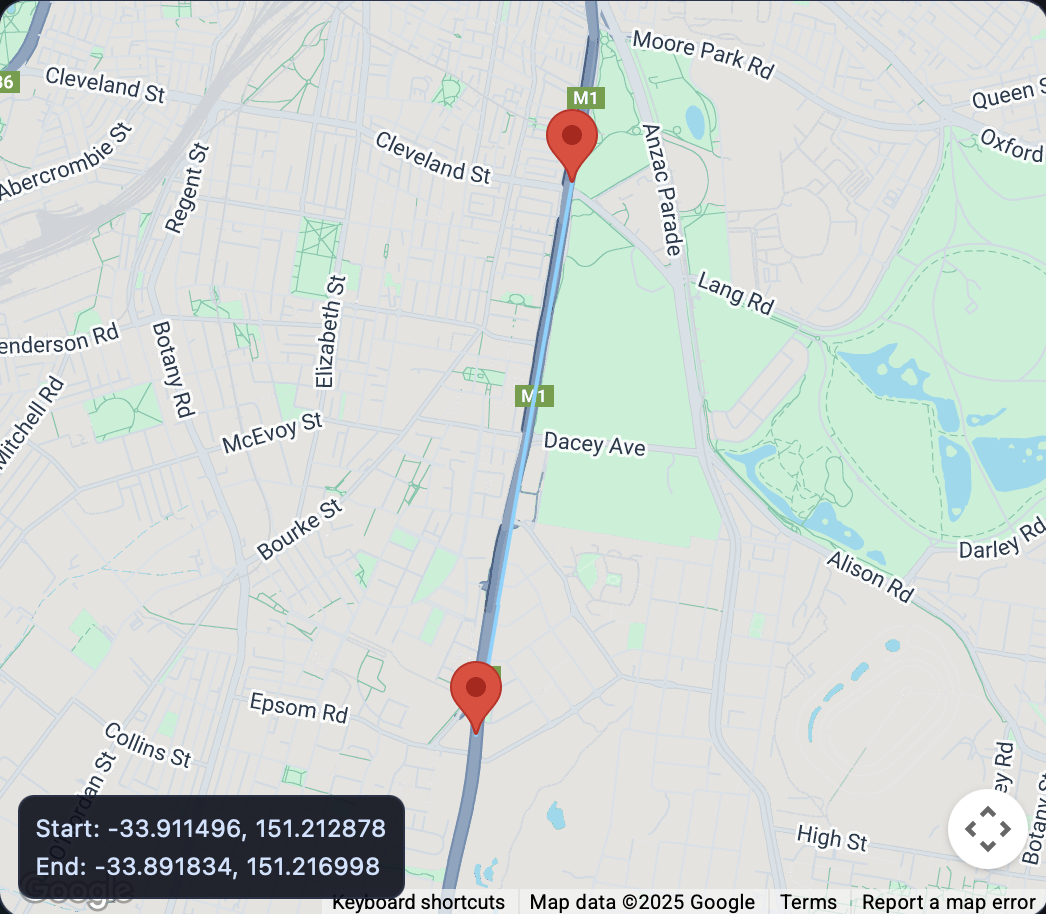 Moore Park Rd
36
Cleveland St
M1
Queen S
Abercrombie St
Regent St
Cleveland St
Anzac Parade
Oxford
Lang Rd
Elizabeth St
enderson Rd
Botany Rd
Mitchell Rd
M1
McEvoy St
Dacey Ave
Bourke St
Darley Rd
Alison Rd
Epsom Rd
Collins St
O'Riordan St
ey Rd
Botany St
High St
Start: -33.911496, 151.212878
End: -33.891834, 151.216998
Google
Keyboard shortcuts
Map data ©2025 Google
Terms
Report a map error